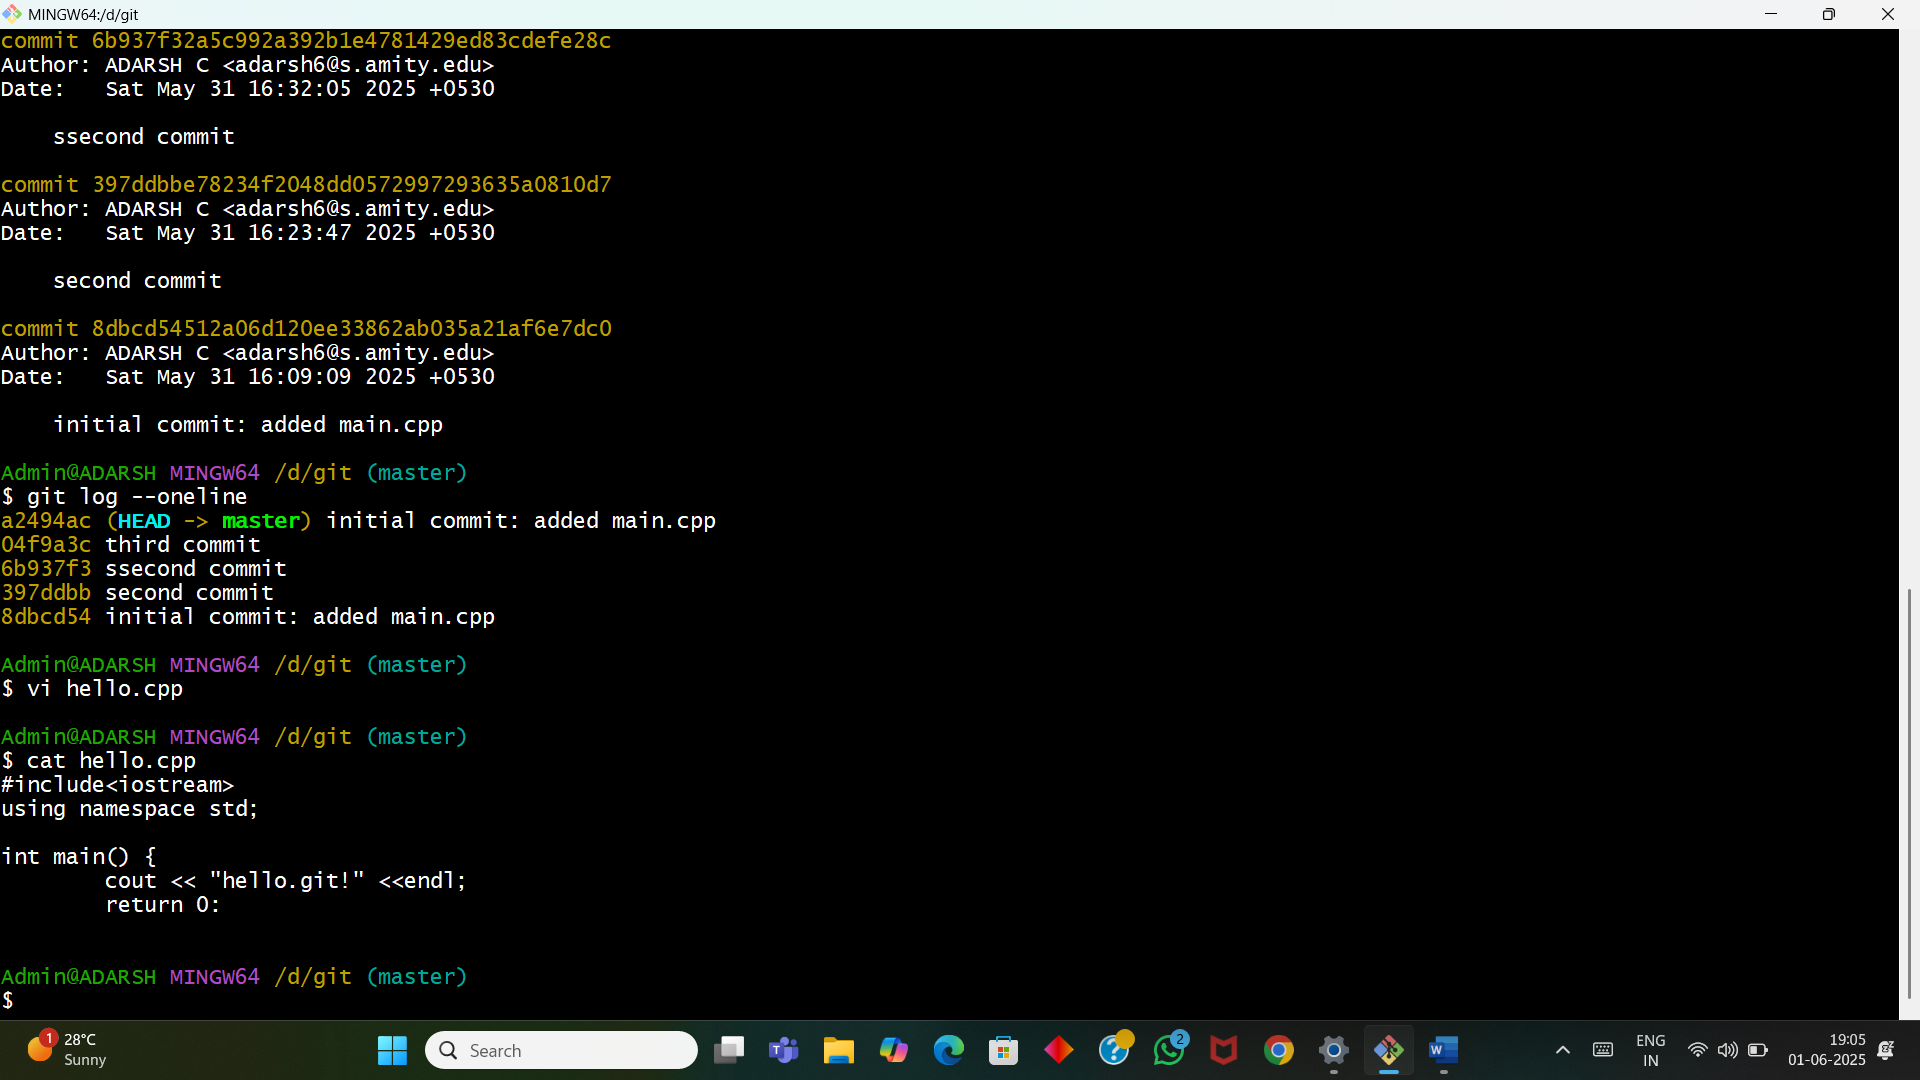 MINGW64:/d/git
commit 6b937f32a5c992a392b1e4781429ed83cdefe28c
Author: ADARSH C <adarsh6@s.amity.edu>
Date:   Sat May 31 16:32:05 2025 +0530
    ssecond commit
commit 397ddbbe78234f2048dd0572997293635a0810d7
Author: ADARSH C <adarsh6@s.amity.edu>
Date:   Sat May 31 16:23:47 2025 +0530
    second commit
commit 8dbcd54512a06d120ee33862ab035a21af6e7dc0
Author: ADARSH C <adarsh6@s.amity.edu>
Date:   Sat May 31 16:09:09 2025 +0530
    initial commit: added main.cpp
Admin@ADARSH MINGW64 /d/git (master)
$ git log --oneline
a2494ac (HEAD -> master) initial commit: added main.cpp
04f9a3c third commit
6b937f3 ssecond commit
397ddbb second commit
8dbcd54 initial commit: added main.cpp
Admin@ADARSH MINGW64 /d/git (master)
$ vi hello.cpp
Admin@ADARSH MINGW64 /d/git (master)
$ cat hello.cpp
#include<iostream>
using namespace std;
int main() {
        cout << "hello.git!" <<endl;
        return 0:
Admin@ADARSH MINGW64 /d/git (master)
$
1
28°C
Sunny
Search
T
?
2
W
ENG
IN
19:05
01-06-2025